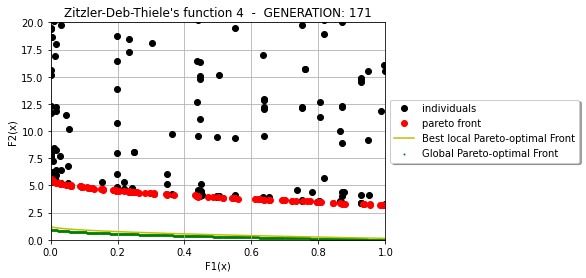 Zitzler-Deb-Thiele's function 4 - GENERATION: 171
20.0
17.5
15.0
12.5
10.0
7.5
5.0
2.5
0.0
F2(x)
0.0 0.2 0.4 0.6 0.8 1.0
F1(x)
individuals
pareto front
Best local Pareto-optimal Front
Global Pareto-optimal Front